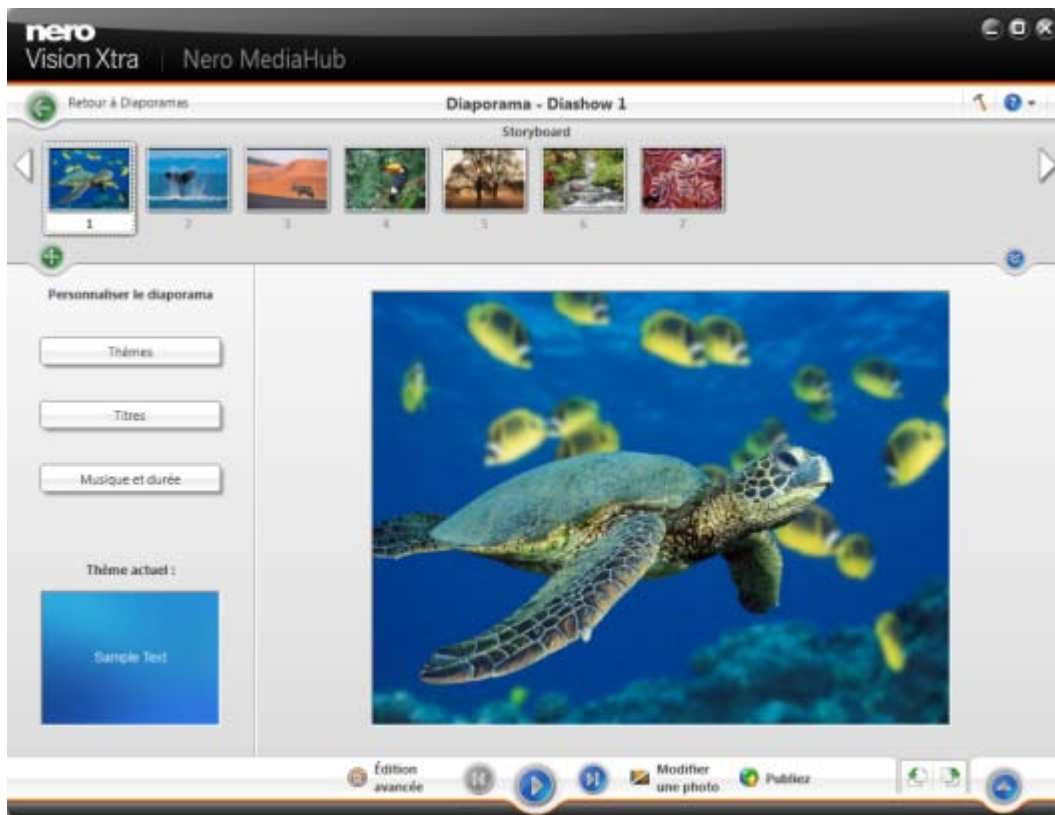 nero
Vision Xtra | Nero MediaHub
Retour à Diaporamas
Diaporama - Diashow 1
Storyboard
1 2 3 4 5 6 7
Personnaliser le diaporama
Thèmes
Titres
Musique et durée
Thème actuel :
Sample Text
Édition
avancée
Modifier
une photo
Publiez